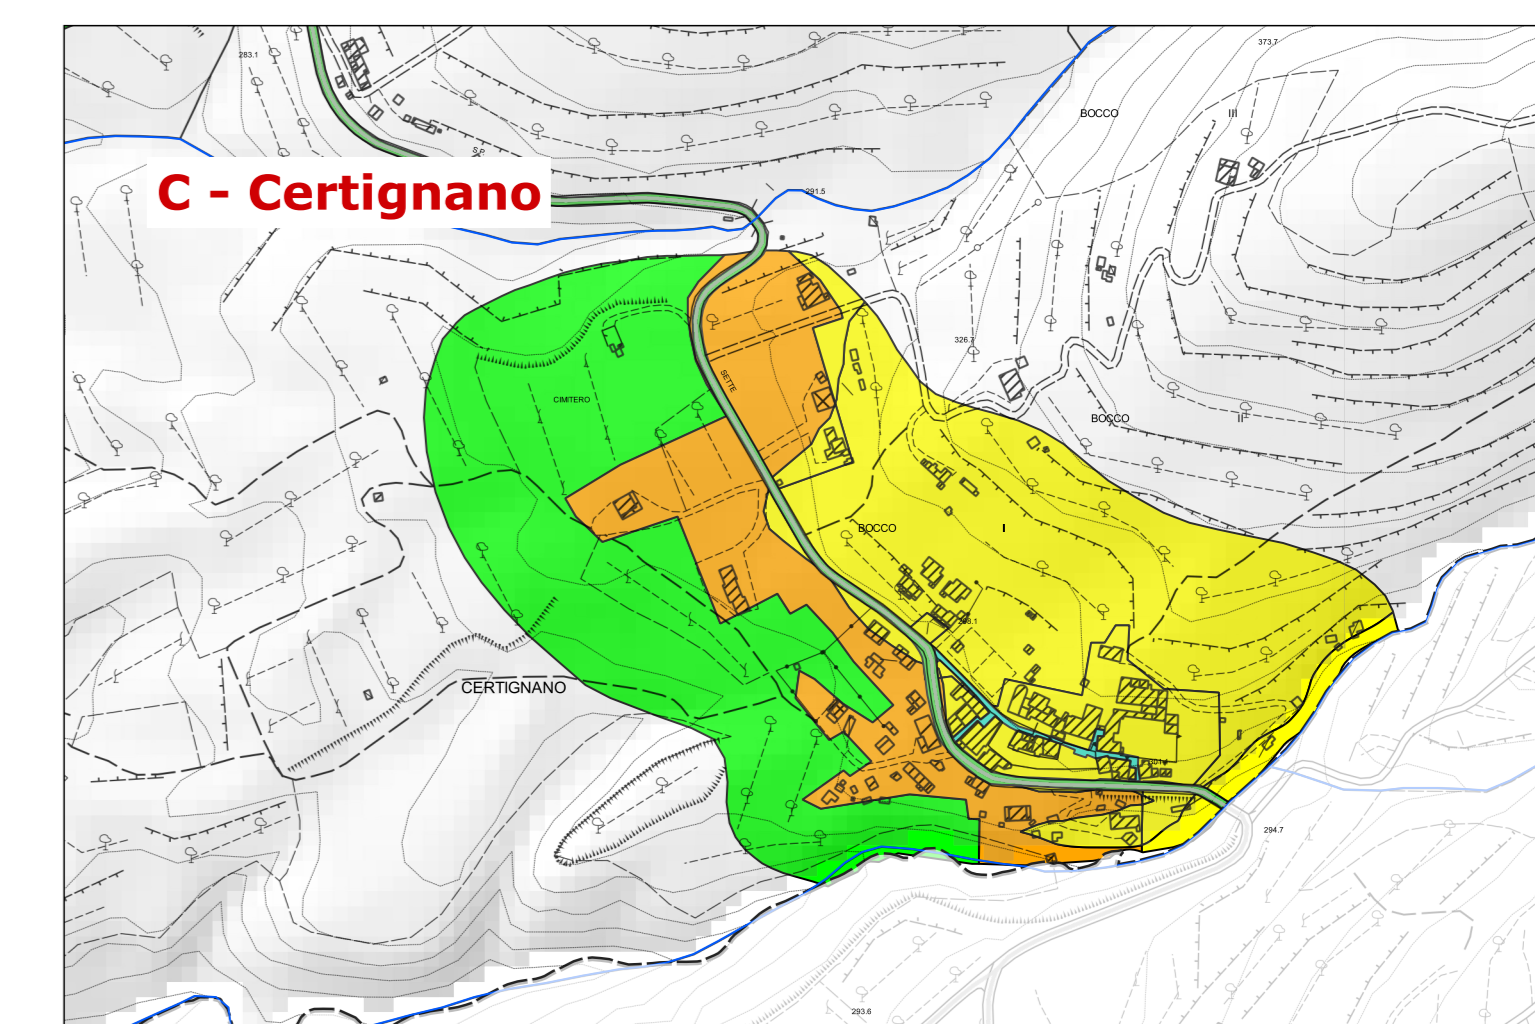 373.7
283.1
BOCCO
III
S.P.
C - Certignano
291.5
326.7
SETTE
CIMITERO
BOCCO
II
BOCCO
I
CERTIGNANO
294.7
293.6